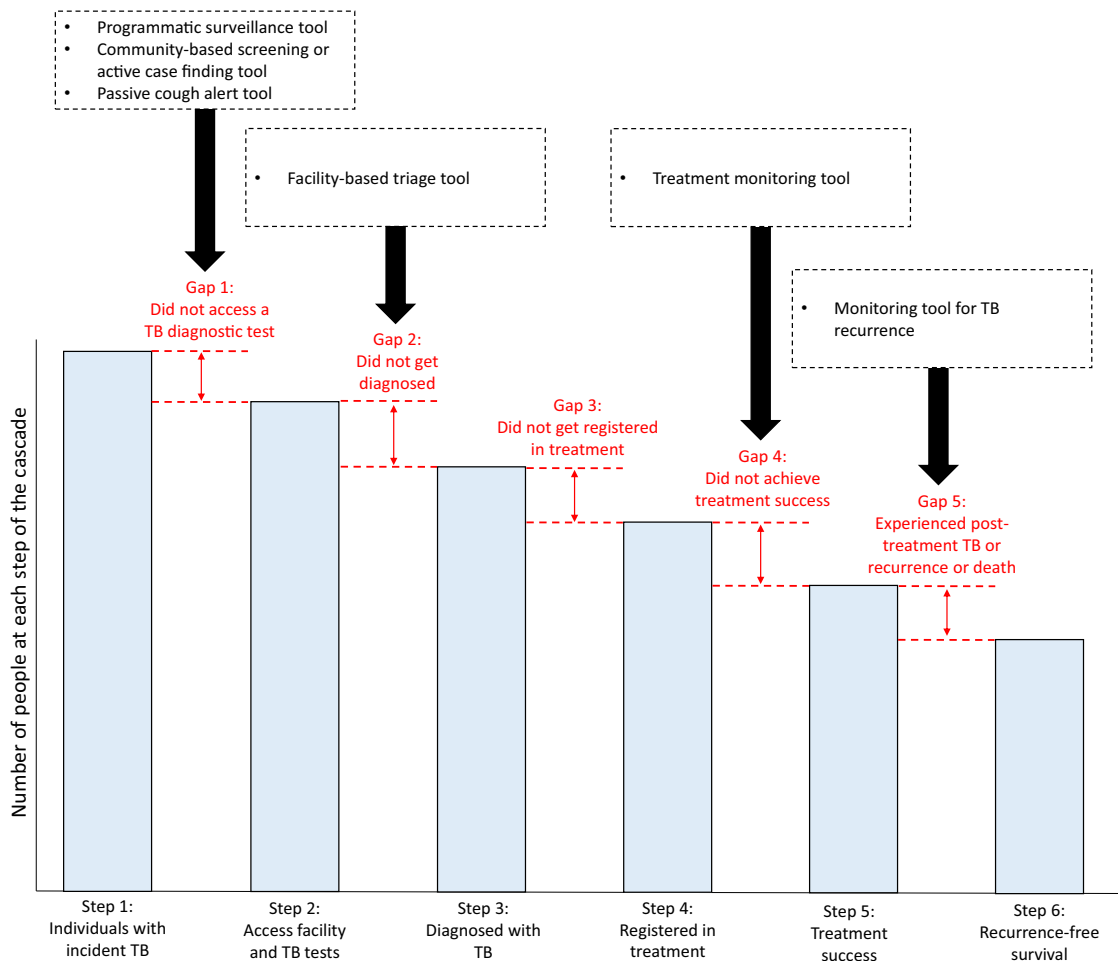 • Programmatic surveillance tool
• Community-based screening or
active case finding tool
• Passive cough alert tool
• Facility-based triage tool
• Treatment monitoring tool
• Monitoring tool for TB
recurrence
Gap 1:
Did not access a
TB diagnostic test
Gap 2:
Did not get
diagnosed
Gap 3:
Did not get registered
in treatment
Gap 4:
Did not achieve
treatment success
Gap 5:
Experienced post-
treatment TB or
recurrence or death
Number of people at each step of the cascade
Step 1:
Individuals with
incident TB
Step 2:
Access facility
and TB tests
Step 3:
Diagnosed with
TB
Step 4:
Registered in
treatment
Step 5:
Treatment
success
Step 6:
Recurrence-free
survival